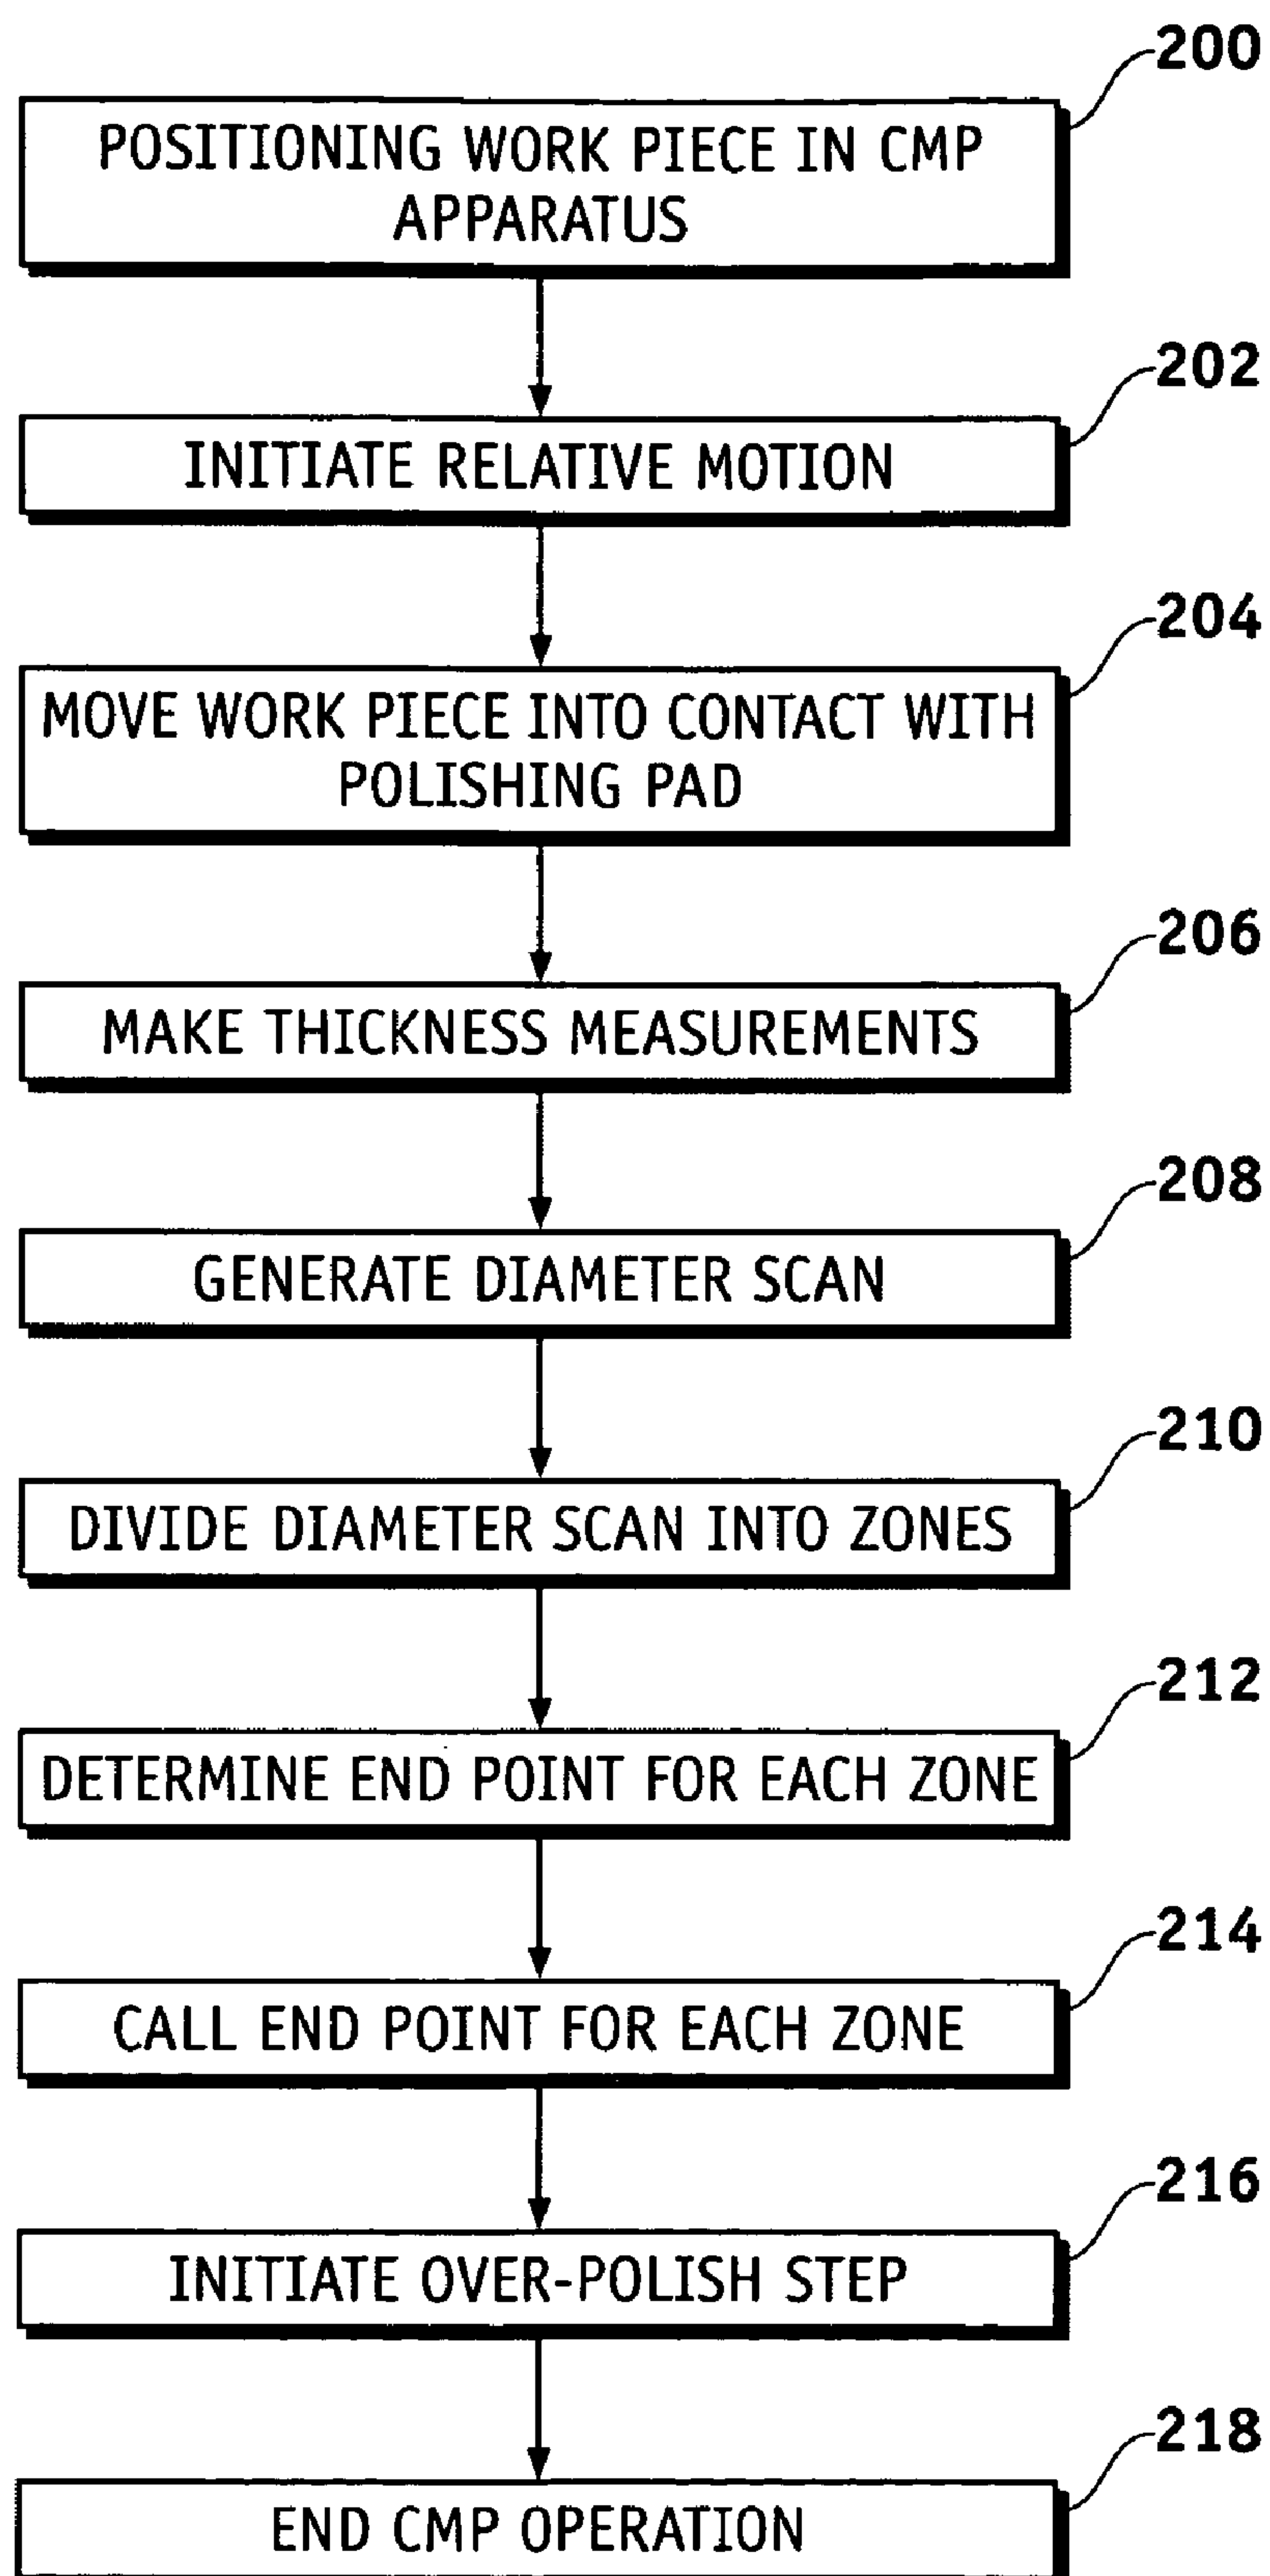 200
POSITIONING WORK PIECE IN CMP
APPARATUS
202
INITIATE RELATIVE MOTION
204
MOVE WORK PIECE INTO CONTACT WITH
POLISHING PAD
206
MAKE THICKNESS MEASUREMENTS
208
GENERATE DIAMETER SCAN
210
DIVIDE DIAMETER SCAN INTO ZONES
212
DETERMINE END POINT FOR EACH ZONE
214
CALL END POINT FOR EACH ZONE
216
INITIATE OVER-POLISH STEP
218
END CMP OPERATION